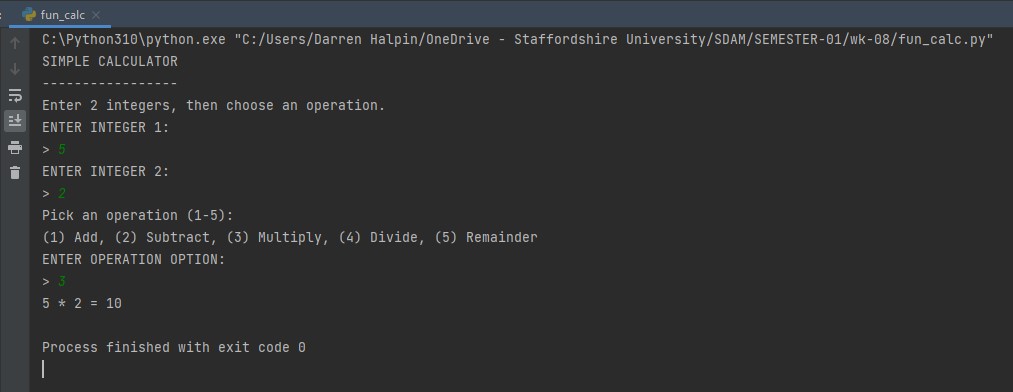 fun_calc
C:\Python310\python.exe "C:/Users/Darren Halpin/OneDrive - Staffordshire University/SDAM/SEMESTER-01/wk-08/fun_calc.py"
SIMPLE CALCULATOR
-----------------
Enter 2 integers, then choose an operation.
ENTER INTEGER 1:
> 5
ENTER INTEGER 2:
> 2
Pick an operation (1-5):
(1) Add, (2) Subtract, (3) Multiply, (4) Divide, (5) Remainder
ENTER OPERATION OPTION:
> 3
5 * 2 = 10
Process finished with exit code 0